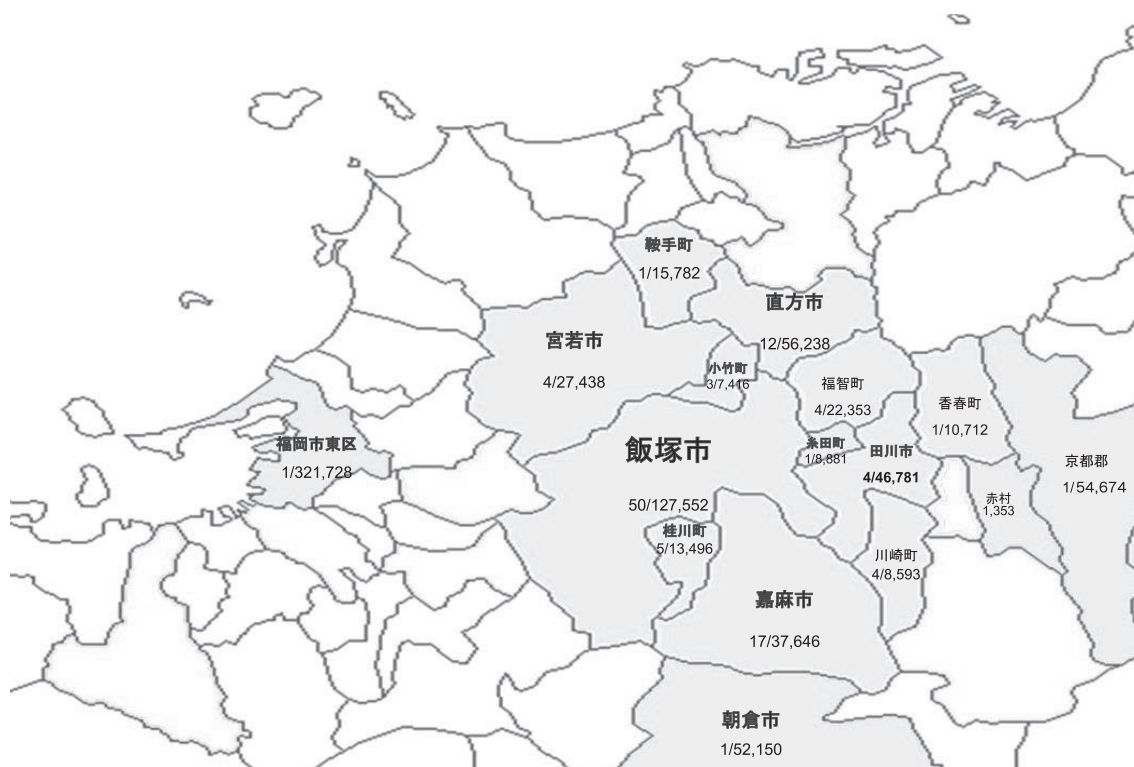 鞍手町
1/15,782
直方市
12/56,238
宮若市
4/27,438
小竹町
3/7,416
福智町
4/22,353
香春町
1/10,712
福岡市東区
1/321,728
飯塚市
50/127,552
糸田町
1/8,881
田川市
4/46,781
京都郡
1/54,674
赤村
1,353
桂川町
5/13,496
川崎町
4/8,593
嘉麻市
17/37,646
朝倉市
1/52,150